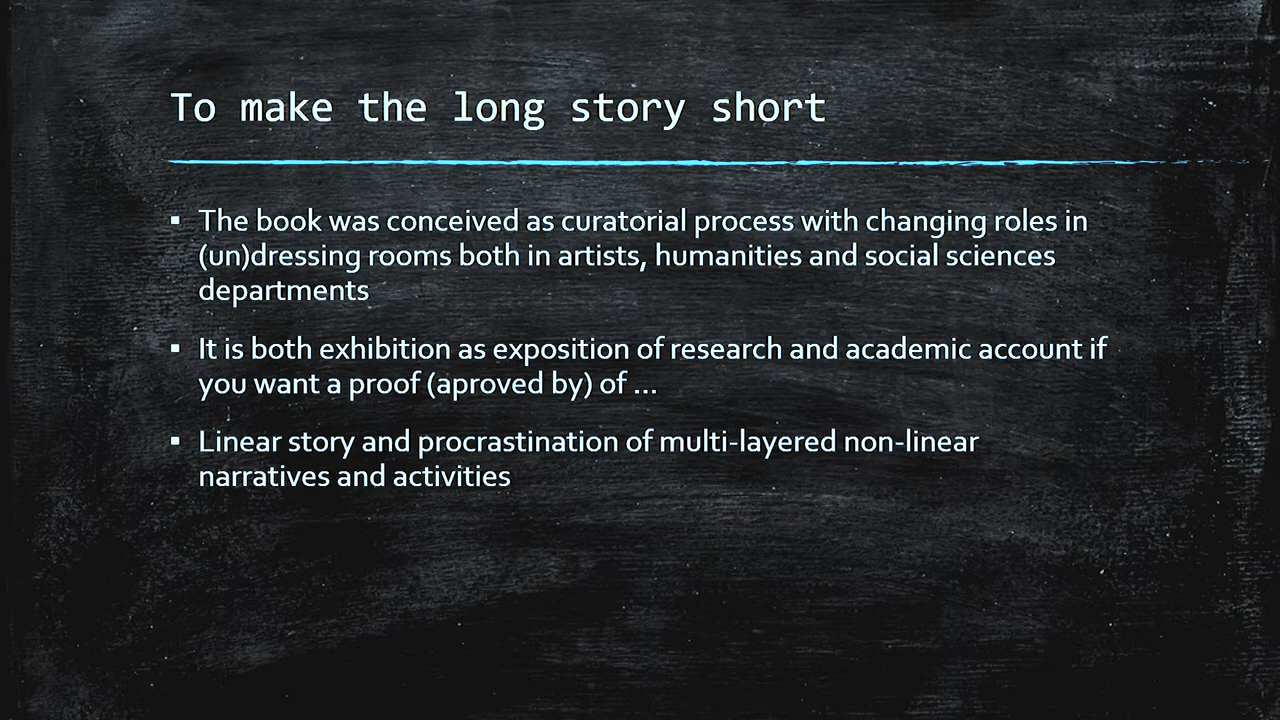 To make the long story short
▪ The book was conceived as curatorial process with changing roles in
(un)dressing rooms both in artists, humanities and social sciences
departments
▪ It is both exhibition as exposition of research and academic account if
you want a proof (aproved by) of ...
▪ Linear story and procrastination of multi-layered non-linear
narratives and activities